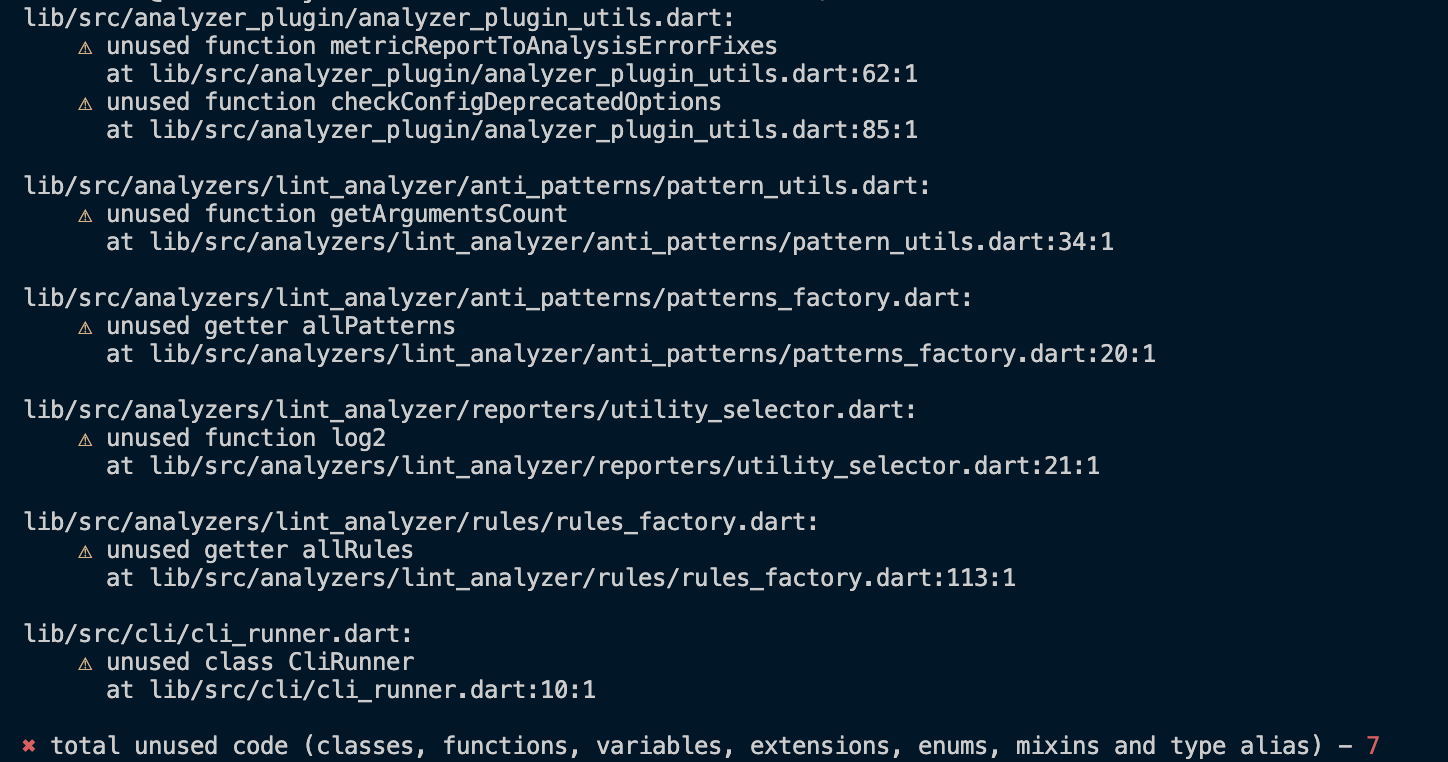 lib/src/analyzer_plugin/analyzer_plugin_utils.dart:
⚠ unused function metricReportToAnalysisErrorFixes
at lib/src/analyzer_plugin/analyzer_plugin_utils.dart:62:1
⚠ unused function checkConfigDeprecatedOptions
at lib/src/analyzer_plugin/analyzer_plugin_utils.dart:85:1
lib/src/analyzers/lint_analyzer/anti_patterns/pattern_utils.dart:
⚠ unused function getArgumentsCount
at lib/src/analyzers/lint_analyzer/anti_patterns/pattern_utils.dart:34:1
lib/src/analyzers/lint_analyzer/anti_patterns/patterns_factory.dart:
⚠ unused getter allPatterns
at lib/src/analyzers/lint_analyzer/anti_patterns/patterns_factory.dart:20:1
lib/src/analyzers/lint_analyzer/reporters/utility_selector.dart:
⚠ unused function log2
at lib/src/analyzers/lint_analyzer/reporters/utility_selector.dart:21:1
lib/src/analyzers/lint_analyzer/rules/rules_factory.dart:
⚠ unused getter allRules
at lib/src/analyzers/lint_analyzer/rules/rules_factory.dart:113:1
lib/src/cli/cli_runner.dart:
⚠ unused class CliRunner
at lib/src/cli/cli_runner.dart:10:1
✖ total unused code (classes, functions, variables, extensions, enums, mixins and type alias) – 7